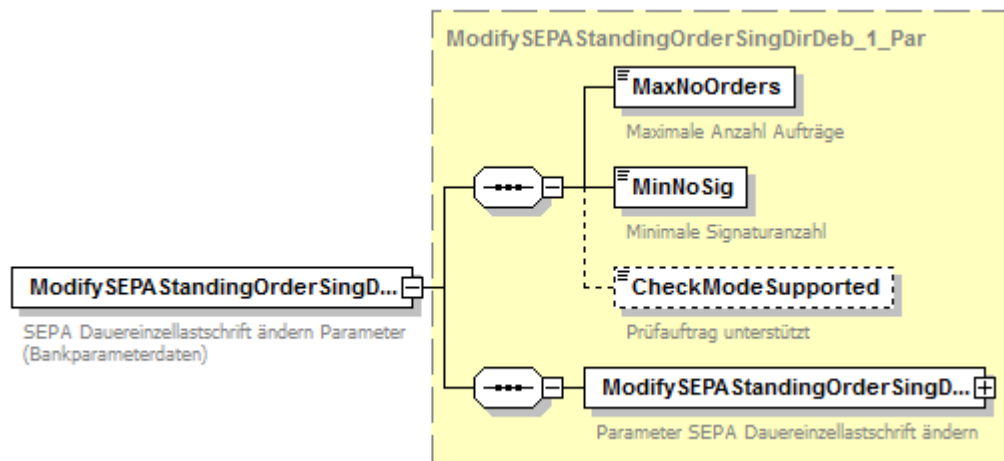 ModifySEPAStandingOrderSingDirDeb_1_Par
MaxNoOrders
Maximale Anzahl Aufträge
MinNoSig
Minimale Signaturanzahl
ModifySEPAStandingOrderSingD...
SEPA Dauereinzellastschrift ändern Parameter
(Bankparameterdaten)
CheckModeSupported
Prüfauftrag unterstützt
ModifySEPAStandingOrderSingD...
Parameter SEPA Dauereinzellastschrift ändern